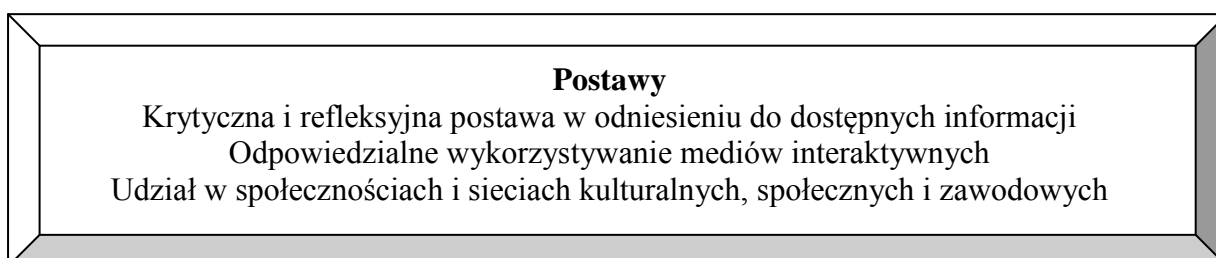 Postawy
Krytyczna i refleksyjna postawa w odniesieniu do dostępnych informacji
Odpowiedzialne wykorzystywanie mediów interaktywnych
Udział w społecznościach i sieciach kulturalnych, społecznych i zawodowych